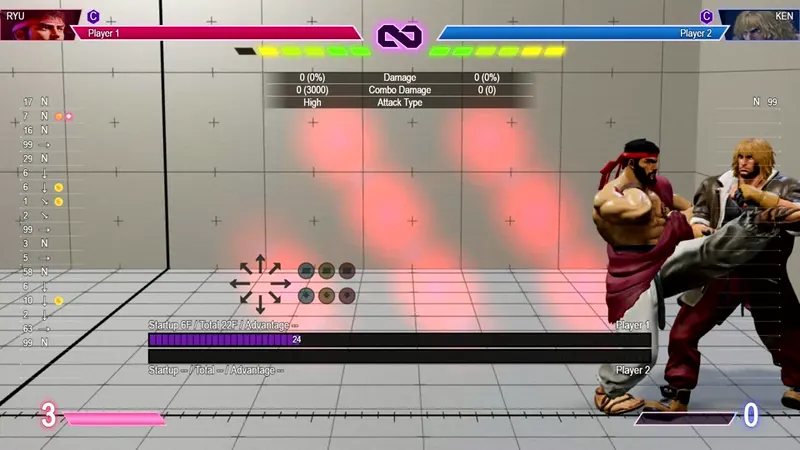 RYU C C KEN
Player 1 Player 2
0 (0%) Damage 0 (0%)
0 (3000) Combo Damage 0 (0)
High Attack Type
17 N
7 N
16 N
99
29 N
6
6
1
2
99
3 N
5
58 N
6
10
2
63
99 N
N 99
Startup 6F / Total 22F / Advantage -- Player 1
24
Startup -- / Total -- / Advantage -- Player 2
3 0